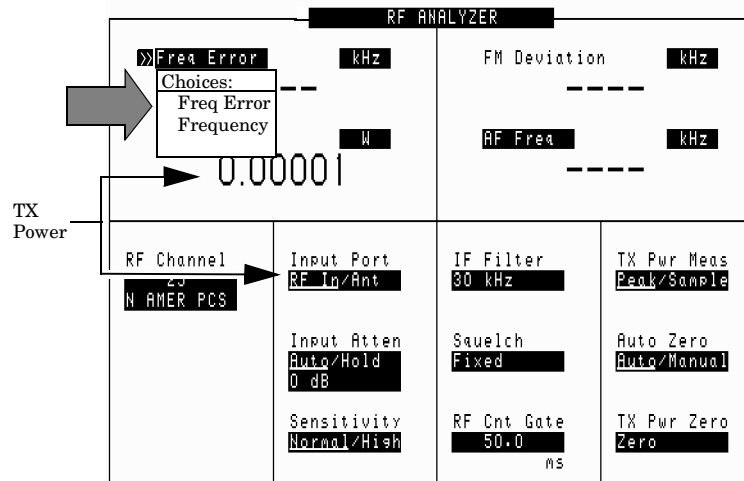 RF ANALYZER
»Freq Error
kHz
Choices:
Freq Error
Frequency
W
0.00001
FM Deviation
kHz
----
AF Freq
kHz
----
TX
Power
RF Channel
N AMER PCS
Input Port
RF In/Ant
Input Atten
Auto/Hold
0 dB
Sensitivity
Normal/High
IF Filter
30 kHz
Squelch
Fixed
RF Cnt Gate
50.0
ms
TX Pwr Meas
Peak/Sample
Auto Zero
Auto/Manual
TX Pwr Zero
Zero